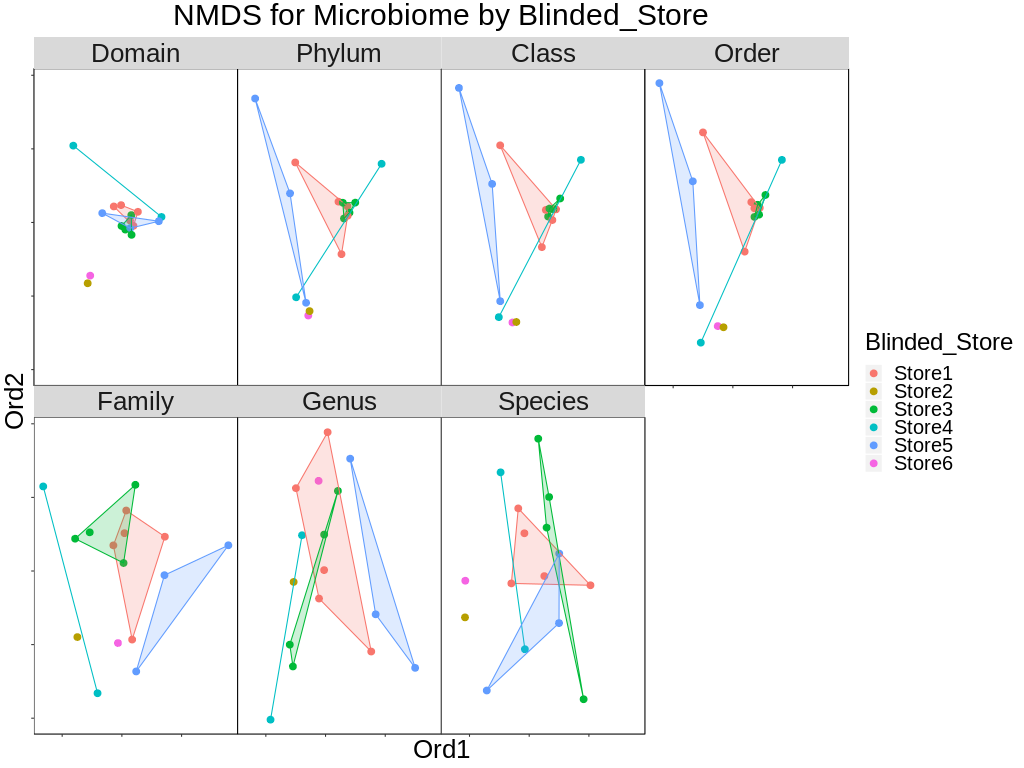 NMDS for Microbiome by Blinded_Store
Domain
Phylum
Class
Order
Family
Genus
Species
Ord2
Ord1
Blinded_Store
Store1
Store2
Store3
Store4
Store5
Store6